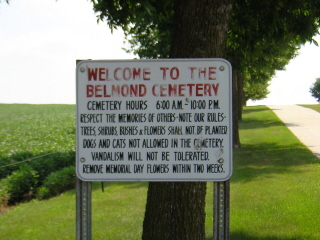 WELCOME TO THE
BELMOND CEMETERY
CEMETERY HOURS 6:00 A.M. - 10:00 P.M.
RESPECT THE MEMORIES OF OTHERS-NOTE OUR RULES-
TREES, SHRUBS, BUSHES & FLOWERS SHALL NOT BE PLANTED
DOGS AND CATS NOT ALLOWED IN THE CEMETERY.
VANDALISM WILL NOT BE TOLERATED.
REMOVE MEMORIAL DAY FLOWERS WITHIN TWO WEEKS.